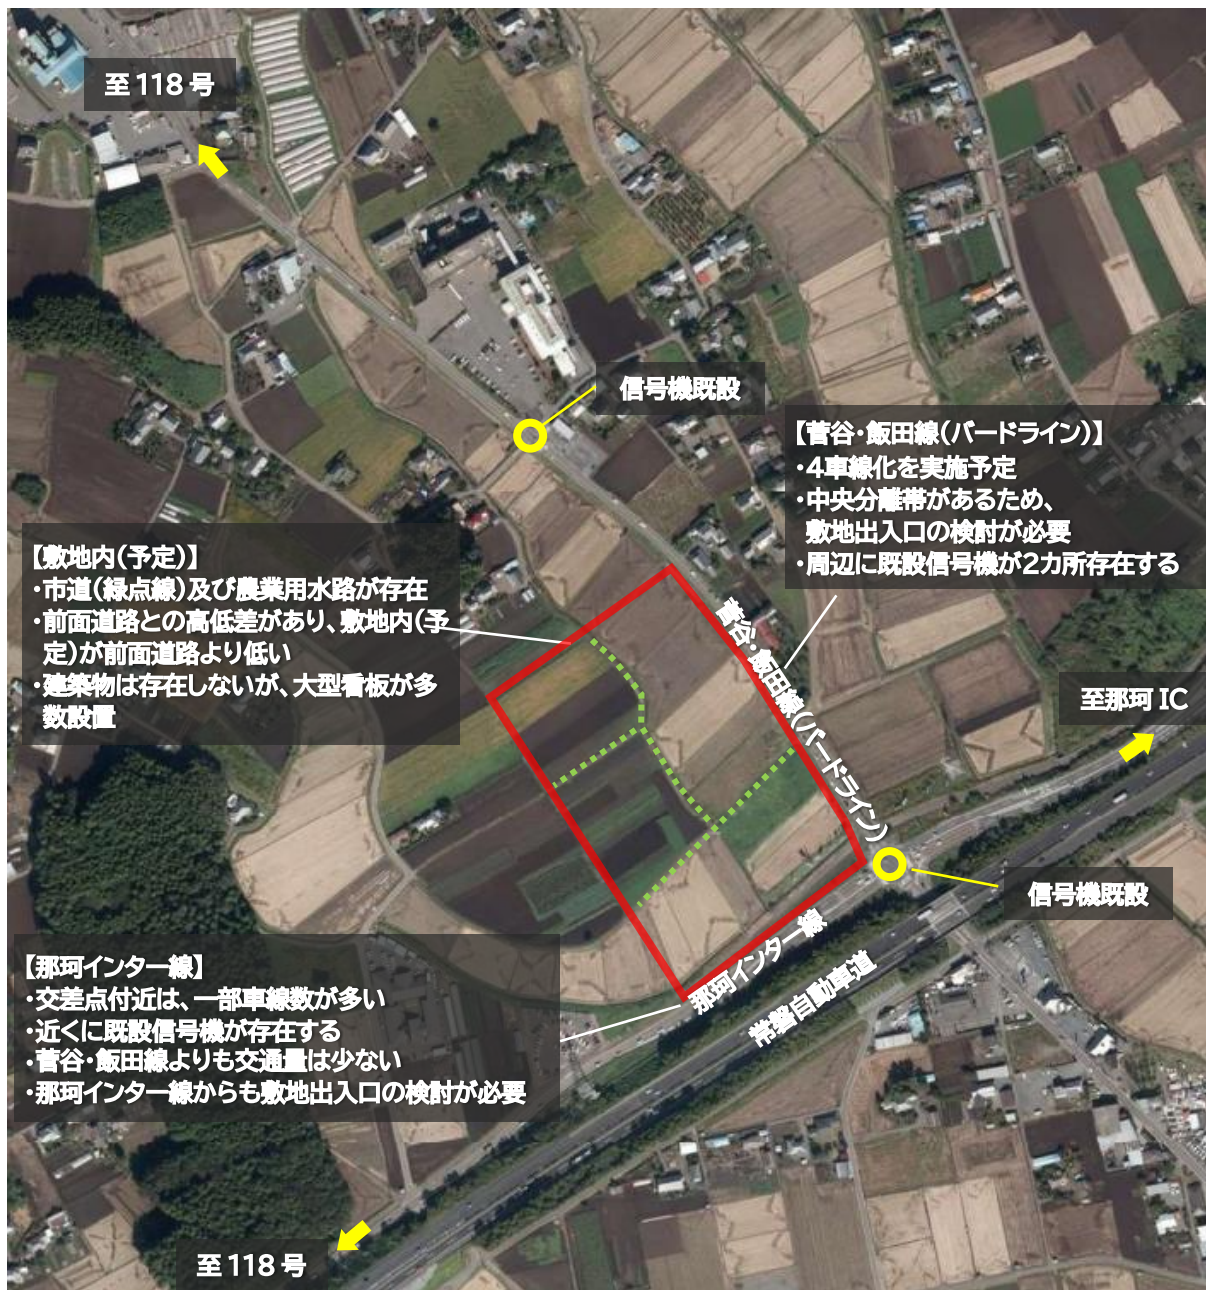 至118号
信号機既設
【菅谷・飯田線(バードライン)】
・4車線化を実施予定
・中央分離帯があるため、
敷地出入口の検討が必要
・周辺に既設信号機が2カ所存在する
【敷地内(予定)】
・市道(緑点線)及び農業用水路が存在
・前面道路との高低差があり、敷地内(予
定)が前面道路より低い
・建築物は存在しないが、大型看板が多
数設置
菅谷・飯田線(バードライン)
至那珂IC
信号機既設
【那珂インター線】
・交差点付近は、一部車線数が多い
・近くに既設信号機が存在する
・菅谷・飯田線よりも交通量は少ない
・那珂インター線からも敷地出入口の検討が必要
那珂インター線
常磐自動車道
至118号